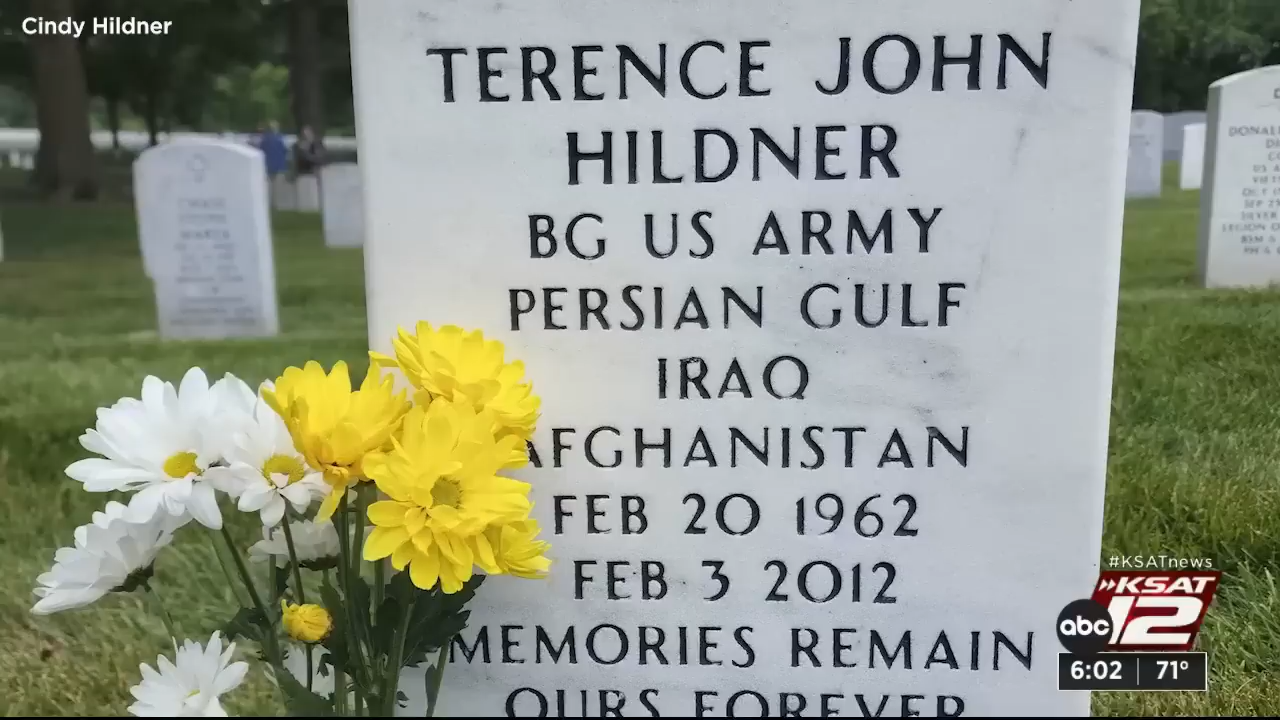 Cindy Hildner
TERENCE JOHN
HILDNER
BG US ARMY
PERSIAN GULF
IRAQ
AFGHANISTAN
FEB 20 1962
FEB 3 2012
MEMORIES REMAIN
OURS FOREVER
DONALD
#KSATnews
»KSAT
abc 12
6:02 71°